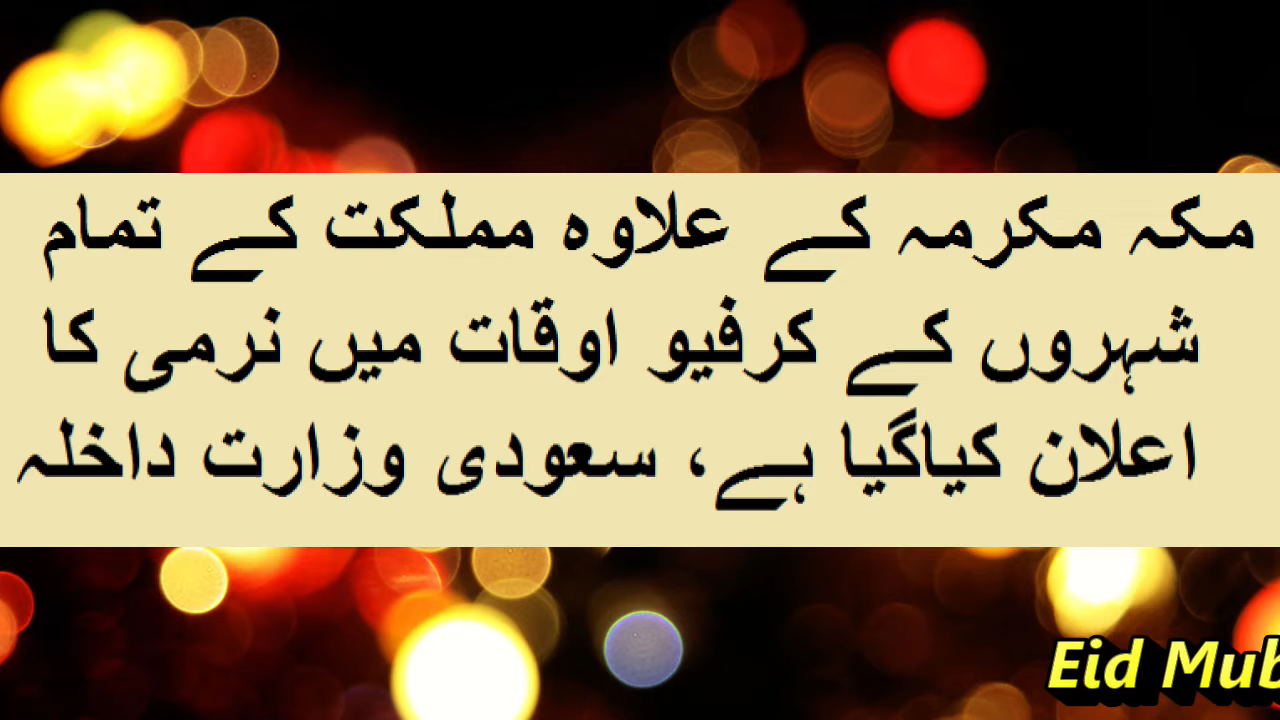 مکہ مکرمہ کے علاوہ مملکت کے تمام
شہروں کے کرفیو اوقات میں نرمی کا
اعلان کیاگیا ہے، سعودی وزارت داخلہ
Eid Mub